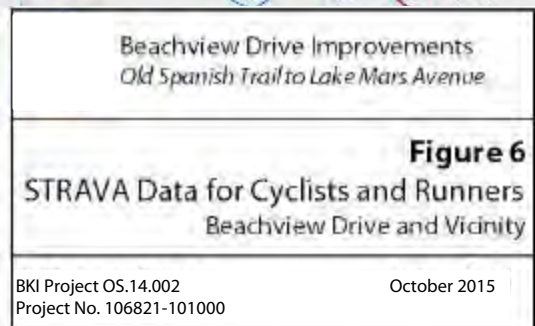 Beachview Drive Improvements
Old Spanish Trail to Lake Mars Avenue
Figure 6
STRAVA Data for Cyclists and Runners
Beachview Drive and Vicinity
BKI Project OS.14.002 October 2015
Project No. 106821-101000